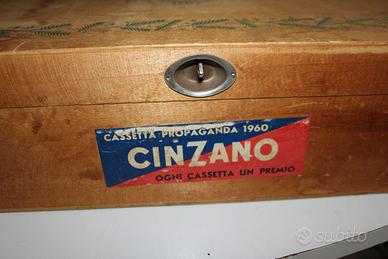 CASSETTA PROPAGANDA 1960
CINZANO
OGNI CASSETTA UN PREMIO
subito